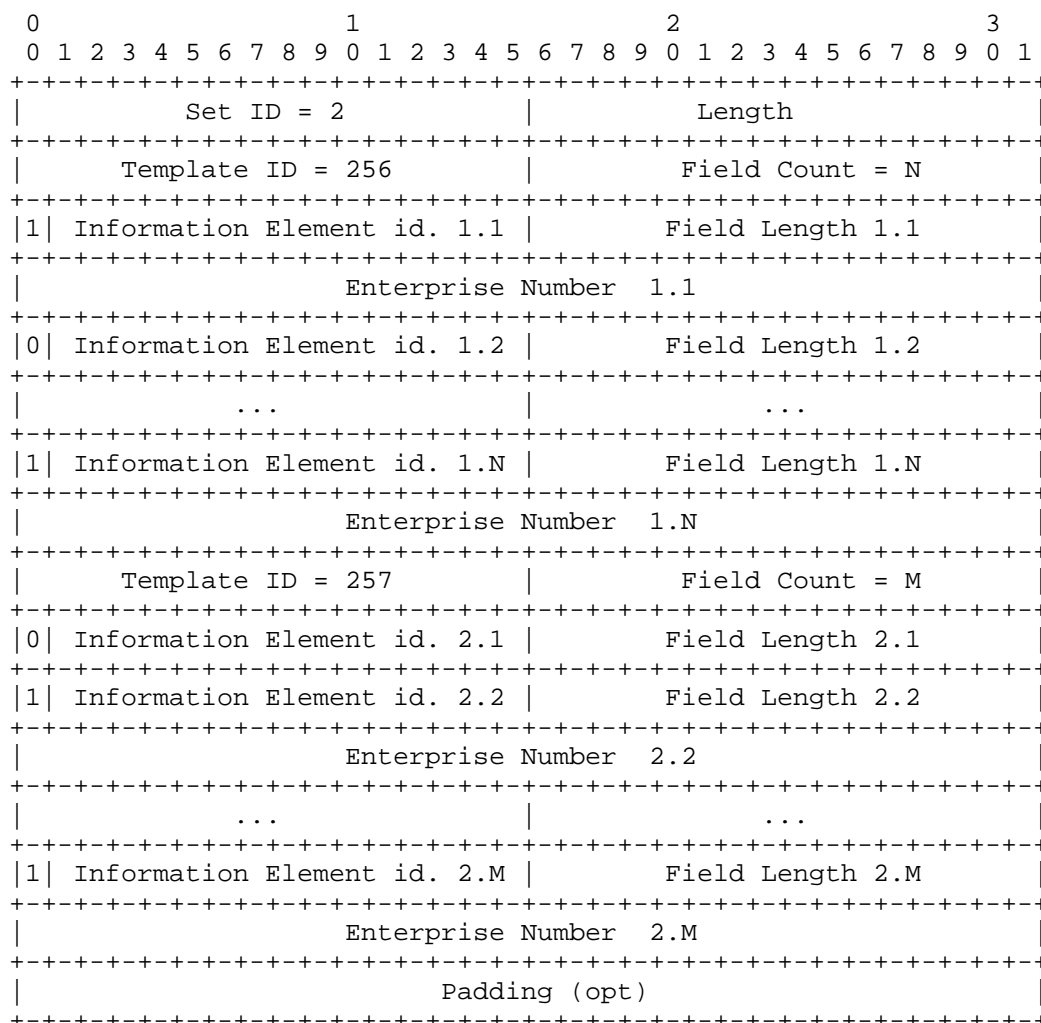 0                   1                   2                   3
0 1 2 3 4 5 6 7 8 9 0 1 2 3 4 5 6 7 8 9 0 1 2 3 4 5 6 7 8 9 0 1
+-+-+-+-+-+-+-+-+-+-+-+-+-+-+-+-+-+-+-+-+-+-+-+-+-+-+-+-+-+-+-+-+
|          Set ID = 2           |          Length               |
+-+-+-+-+-+-+-+-+-+-+-+-+-+-+-+-+-+-+-+-+-+-+-+-+-+-+-+-+-+-+-+-+
|      Template ID = 256        |         Field Count = N       |
+-+-+-+-+-+-+-+-+-+-+-+-+-+-+-+-+-+-+-+-+-+-+-+-+-+-+-+-+-+-+-+-+
|1| Information Element id. 1.1 |        Field Length 1.1       |
+-+-+-+-+-+-+-+-+-+-+-+-+-+-+-+-+-+-+-+-+-+-+-+-+-+-+-+-+-+-+-+-+
|                    Enterprise Number  1.1                     |
+-+-+-+-+-+-+-+-+-+-+-+-+-+-+-+-+-+-+-+-+-+-+-+-+-+-+-+-+-+-+-+-+
|0| Information Element id. 1.2 |        Field Length 1.2       |
+-+-+-+-+-+-+-+-+-+-+-+-+-+-+-+-+-+-+-+-+-+-+-+-+-+-+-+-+-+-+-+-+
|             ...               |              ...              |
+-+-+-+-+-+-+-+-+-+-+-+-+-+-+-+-+-+-+-+-+-+-+-+-+-+-+-+-+-+-+-+-+
|1| Information Element id. 1.N |        Field Length 1.N       |
+-+-+-+-+-+-+-+-+-+-+-+-+-+-+-+-+-+-+-+-+-+-+-+-+-+-+-+-+-+-+-+-+
|                    Enterprise Number  1.N                     |
+-+-+-+-+-+-+-+-+-+-+-+-+-+-+-+-+-+-+-+-+-+-+-+-+-+-+-+-+-+-+-+-+
|      Template ID = 257        |         Field Count = M       |
+-+-+-+-+-+-+-+-+-+-+-+-+-+-+-+-+-+-+-+-+-+-+-+-+-+-+-+-+-+-+-+-+
|0| Information Element id. 2.1 |        Field Length 2.1       |
+-+-+-+-+-+-+-+-+-+-+-+-+-+-+-+-+-+-+-+-+-+-+-+-+-+-+-+-+-+-+-+-+
|1| Information Element id. 2.2 |        Field Length 2.2       |
+-+-+-+-+-+-+-+-+-+-+-+-+-+-+-+-+-+-+-+-+-+-+-+-+-+-+-+-+-+-+-+-+
|                    Enterprise Number  2.2                     |
+-+-+-+-+-+-+-+-+-+-+-+-+-+-+-+-+-+-+-+-+-+-+-+-+-+-+-+-+-+-+-+-+
|             ...               |              ...              |
+-+-+-+-+-+-+-+-+-+-+-+-+-+-+-+-+-+-+-+-+-+-+-+-+-+-+-+-+-+-+-+-+
|1| Information Element id. 2.M |        Field Length 2.M       |
+-+-+-+-+-+-+-+-+-+-+-+-+-+-+-+-+-+-+-+-+-+-+-+-+-+-+-+-+-+-+-+-+
|                    Enterprise Number  2.M                     |
+-+-+-+-+-+-+-+-+-+-+-+-+-+-+-+-+-+-+-+-+-+-+-+-+-+-+-+-+-+-+-+-+
|                          Padding (opt)                        |
+-+-+-+-+-+-+-+-+-+-+-+-+-+-+-+-+-+-+-+-+-+-+-+-+-+-+-+-+-+-+-+-+